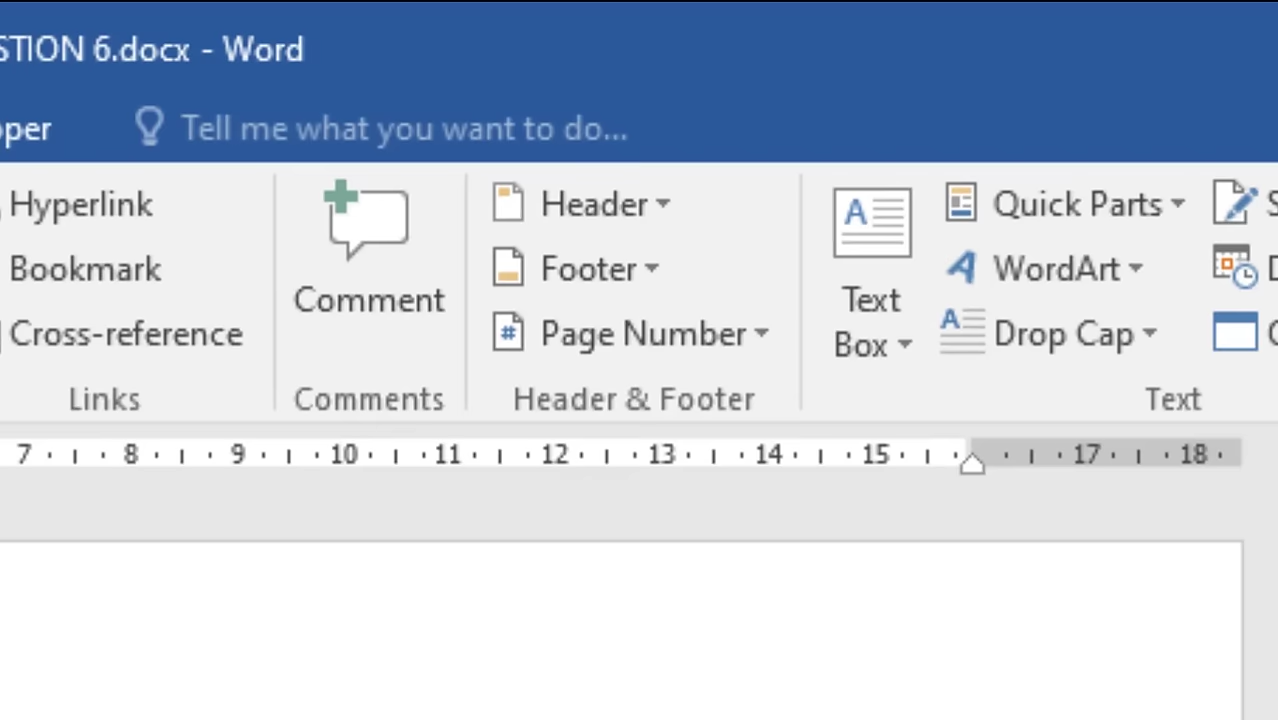 STION 6.docx - Word
pper Tell me what you want to do...
Hyperlink
Bookmark
Cross-reference
Links
Comment
Comments
Header
Footer
Page Number
Header & Footer
Text
Box
Quick Parts
WordArt
Drop Cap
Text
7 8 9 10 11 12 13 14 15 17 18